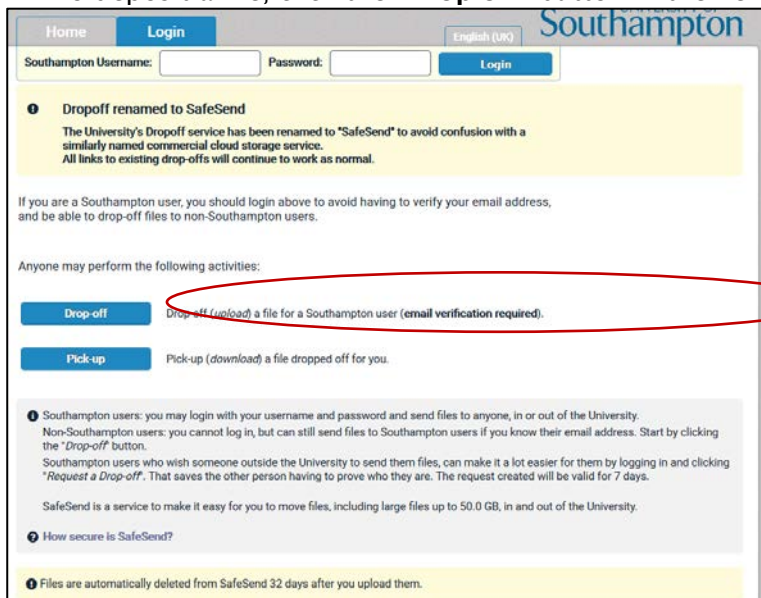 Home Login English (UK) Southampton
Southampton Username: Password: Login
Dropoff renamed to SafeSend
The University's Dropoff service has been renamed to "SafeSend" to avoid confusion with a
similarly named commercial cloud storage service.
All links to existing drop-offs will continue to work as normal.
If you are a Southampton user, you should login above to avoid having to verify your email address,
and be able to drop-off files to non-Southampton users.
Anyone may perform the following activities:
Drop-off Drop-off (upload) a file for a Southampton user (email verification required).
Pick-up Pick-up (download) a file dropped off for you.
Southampton users: you may login with your username and password and send files to anyone, in or out of the University.
Non-Southampton users: you cannot log in, but can still send files to Southampton users if you know their email address. Start by clicking
the "Drop-off" button.
Southampton users who wish someone outside the University to send them files, can make it a lot easier for them by logging in and clicking
"Request a Drop-off". That saves the other person having to prove who they are. The request created will be valid for 7 days.
SafeSend is a service to make it easy for you to move files, including large files up to 50.0 GB, in and out of the University.
How secure is SafeSend?
Files are automatically deleted from SafeSend 32 days after you upload them.